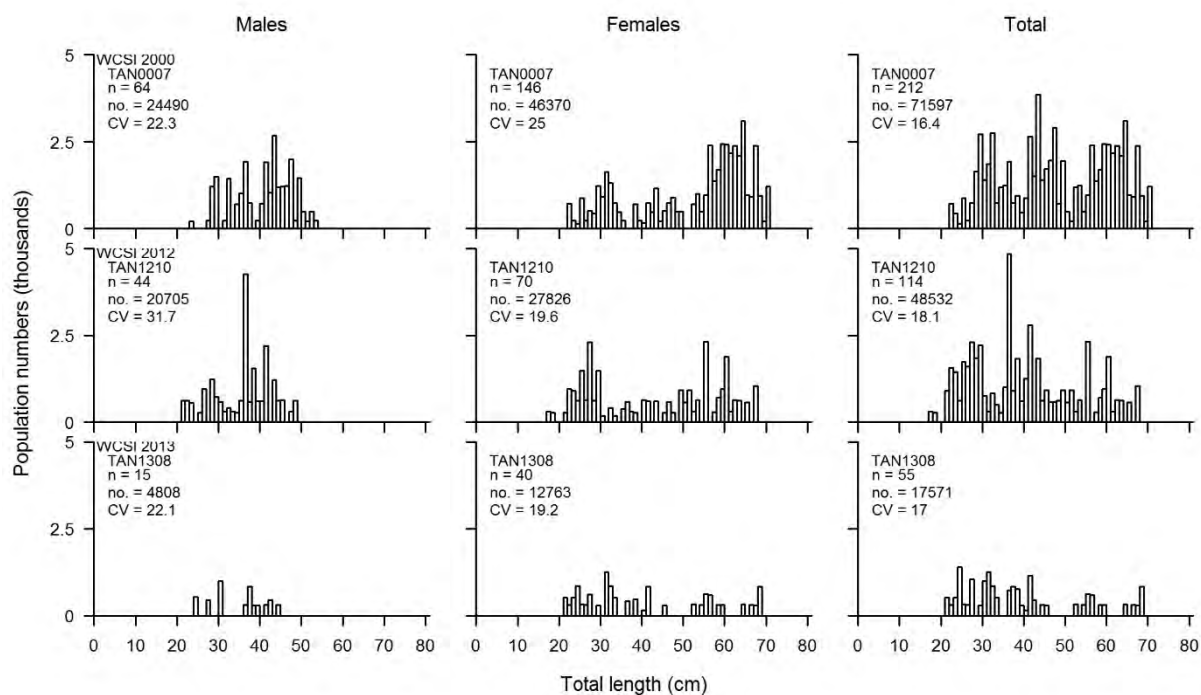 Males Females Total
Population numbers (thousands)
5
2.5
0
WCSI 2000
TAN0007
n = 64
no. = 24490
CV = 22.3
TAN0007
n = 146
no. = 46370
CV = 25
TAN0007
n = 212
no. = 71597
CV = 16.4
5
2.5
0
WCSI 2012
TAN1210
n = 44
no. = 20705
CV = 31.7
TAN1210
n = 70
no. = 27826
CV = 19.6
TAN1210
n = 114
no. = 48532
CV = 18.1
5
2.5
0
WCSI 2013
TAN1308
n = 15
no. = 4808
CV = 22.1
TAN1308
n = 40
no. = 12763
CV = 19.2
TAN1308
n = 55
no. = 17571
CV = 17
0 10 20 30 40 50 60 70 80 0 10 20 30 40 50 60 70 80 0 10 20 30 40 50 60 70 80
Total length (cm)